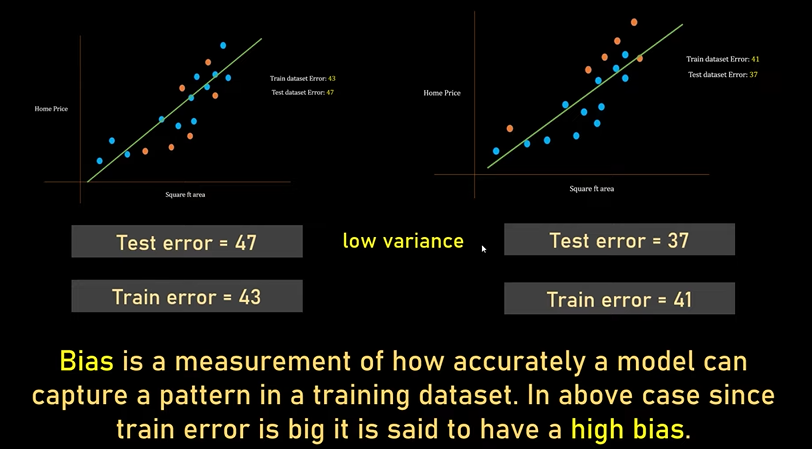 Home Price
Square ft area
Train dataset Error: 43
Test dataset Error: 47
Home Price
Square ft area
Train dataset Error: 41
Test dataset Error: 37
Test error = 47
low variance
Test error = 37
Train error = 43
Train error = 41
Bias is a measurement of how accurately a model can
capture a pattern in a training dataset. In above case since
train error is big it is said to have a high bias.